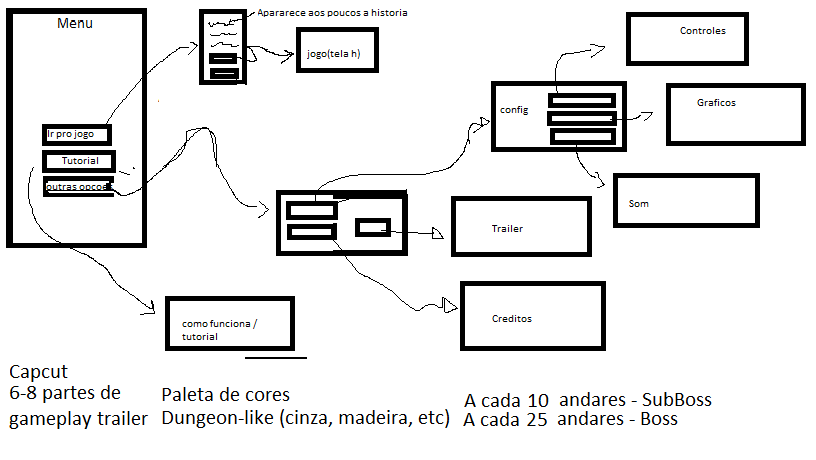 Menu
Apararece aos poucos a historia
jogo(tela h)
Controles
config
Graficos
Ir pro jogo
Tutorial
outras opcoes
Som
Trailer
como funciona /
tutorial
Creditos
Capcut
6-8 partes de
gameplay trailer
Paleta de cores
Dungeon-like (cinza, madeira, etc)
A cada 10 andares - SubBoss
A cada 25 andares - Boss